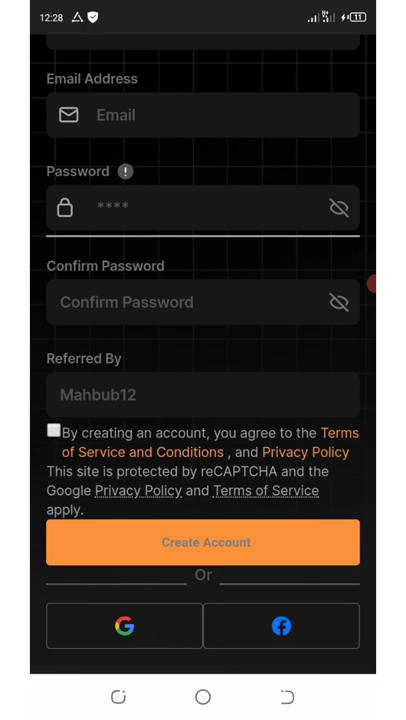 12:28
11
Email Address
Email
Password !
****
Confirm Password
Confirm Password
Referred By
Mahbub12
By creating an account, you agree to the Terms
of Service and Conditions , and Privacy Policy
This site is protected by reCAPTCHA and the
Google Privacy Policy and Terms of Service
apply.
Create Account
Or